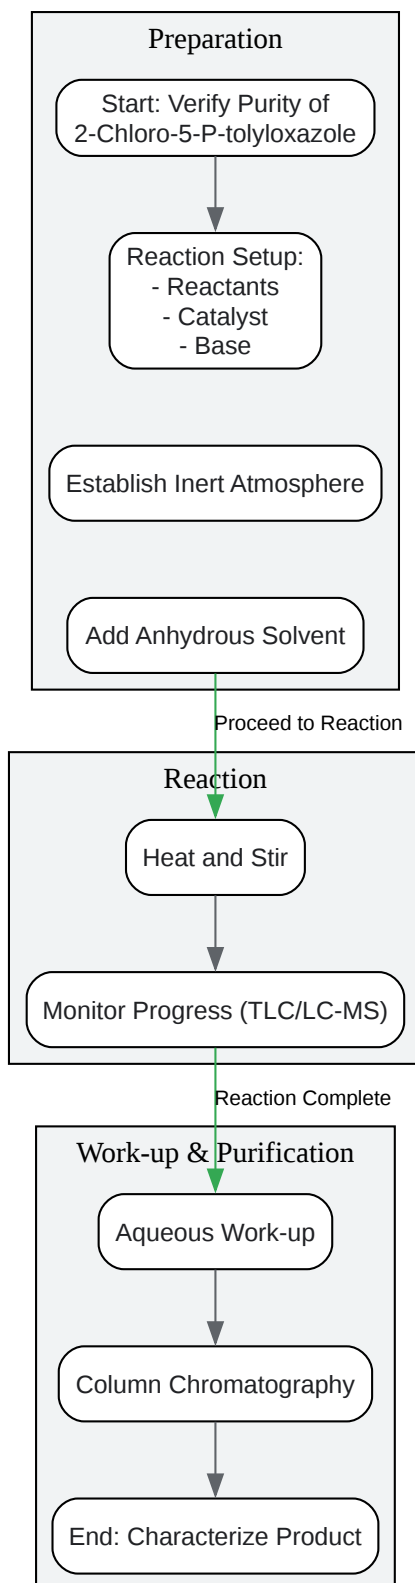 Preparation
Start: Verify Purity of
2-Chloro-5-P-tolyloxazole
Reaction Setup:
- Reactants
- Catalyst
- Base
Establish Inert Atmosphere
Add Anhydrous Solvent
Proceed to Reaction
Reaction
Heat and Stir
Monitor Progress (TLC/LC-MS)
Reaction Complete
Work-up & Purification
Aqueous Work-up
Column Chromatography
End: Characterize Product